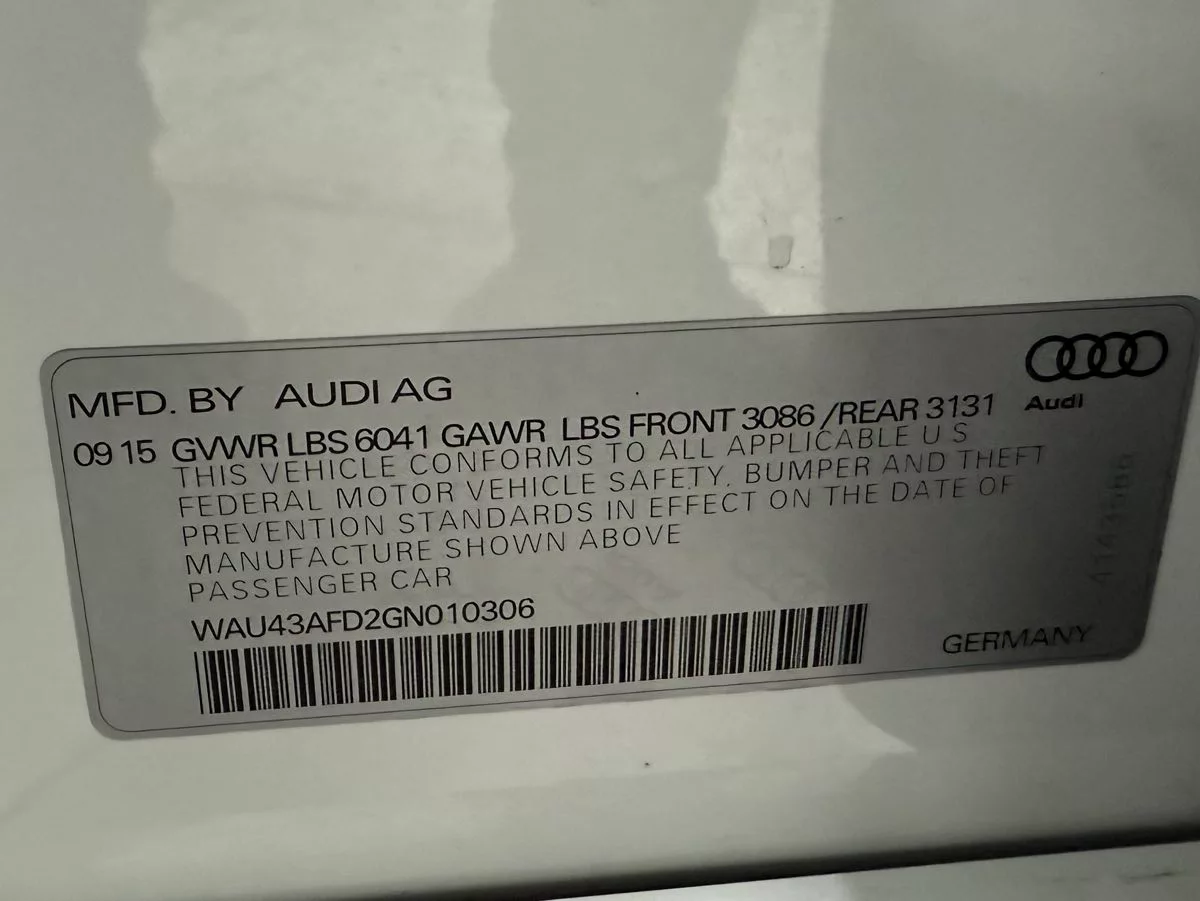 MFD. BY AUDI AG
Audi
09 15 GVWR LBS 6041 GAWR LBS FRONT 3086 /REAR 3131
THIS VEHICLE CONFORMS TO ALL APPLICABLE U S
FEDERAL MOTOR VEHICLE SAFETY, BUMPER AND THEFT
PREVENTION STANDARDS IN EFFECT ON THE DATE OF
MANUFACTURE SHOWN ABOVE
PASSENGER CAR
WAU43AFD2GN010306
GERMANY